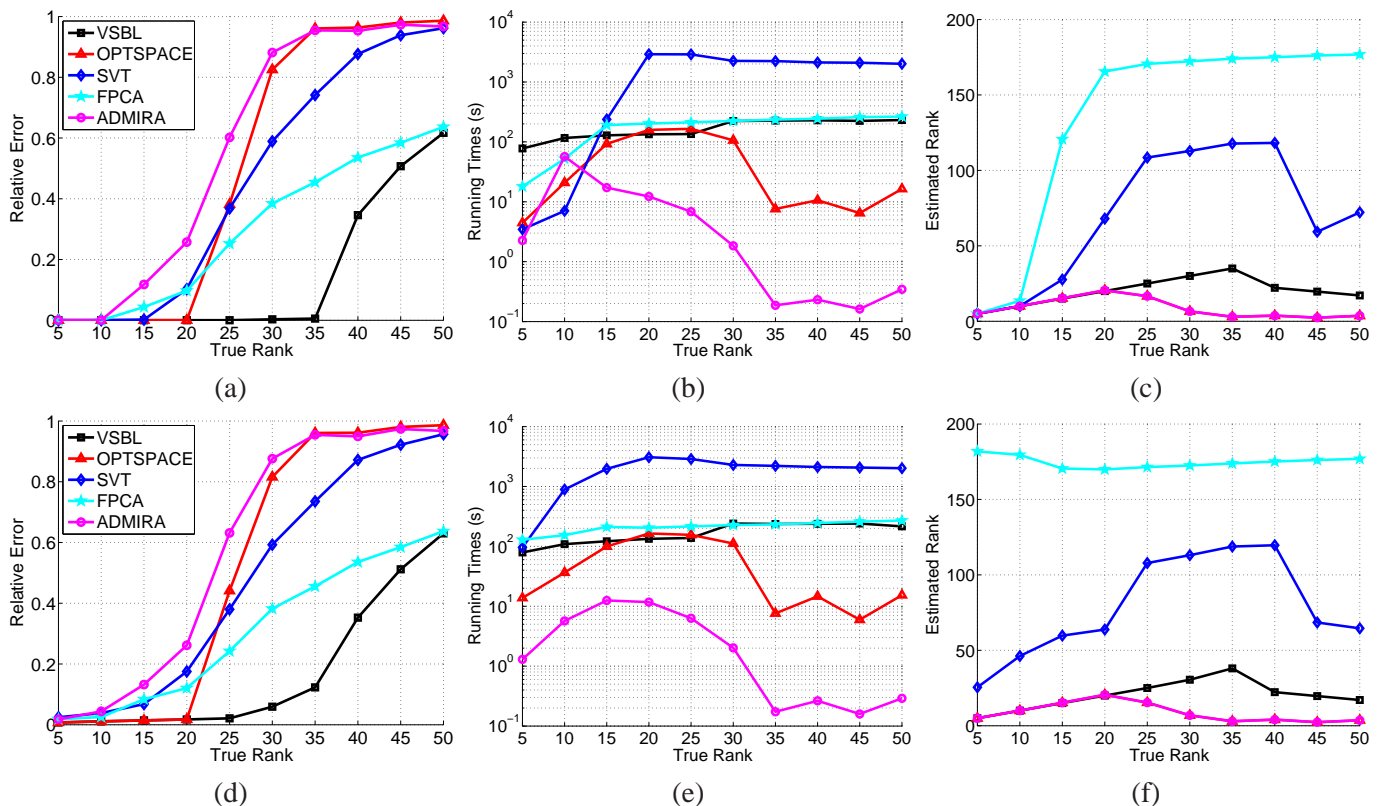 1
0.8
0.6
0.4
0.2
0
VSBL
OPTSPACE
SVT
FPCA
ADMIRA
Relative Error
5 10 15 20 25 30 35 40 45 50
True Rank
(a)
10^4
10^3
10^2
10^1
10^0
10^−1
Running Times (s)
5 10 15 20 25 30 35 40 45 50
True Rank
(b)
200
150
100
50
0
Estimated Rank
5 10 15 20 25 30 35 40 45 50
True Rank
(c)
1
0.8
0.6
0.4
0.2
0
VSBL
OPTSPACE
SVT
FPCA
ADMIRA
Relative Error
5 10 15 20 25 30 35 40 45 50
True Rank
(d)
10^4
10^3
10^2
10^1
10^0
10^−1
Running Times (s)
5 10 15 20 25 30 35 40 45 50
True Rank
(e)
200
150
100
50
0
Estimated Rank
5 10 15 20 25 30 35 40 45 50
True Rank
(f)